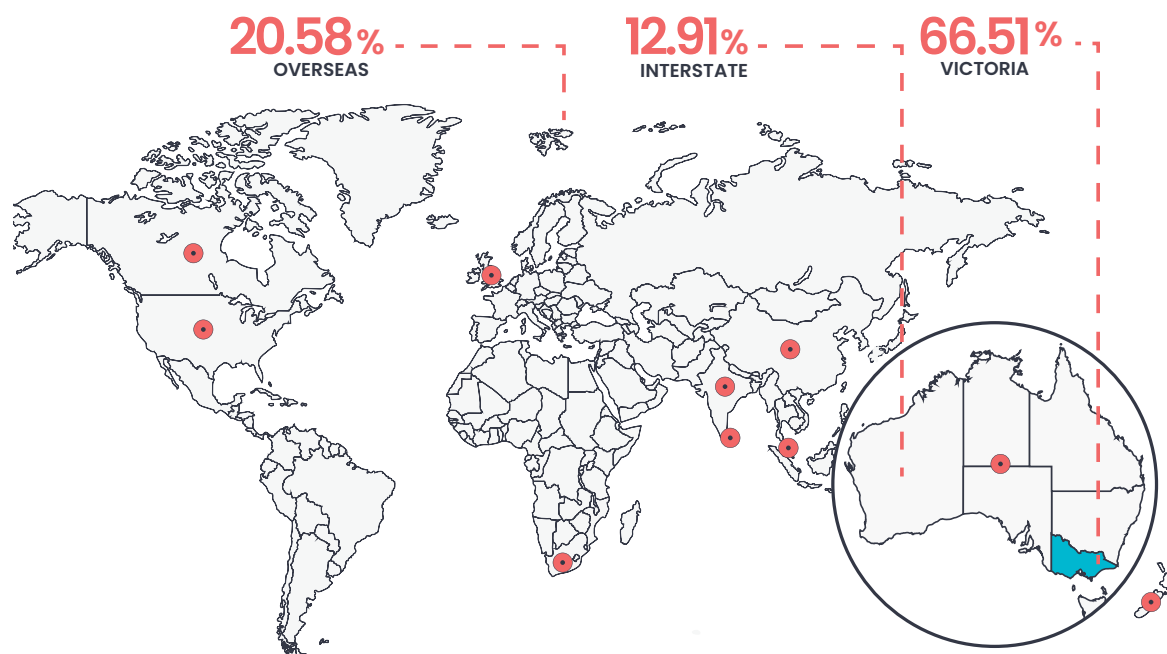 20.58%
OVERSEAS
12.91%
INTERSTATE
66.51%
VICTORIA